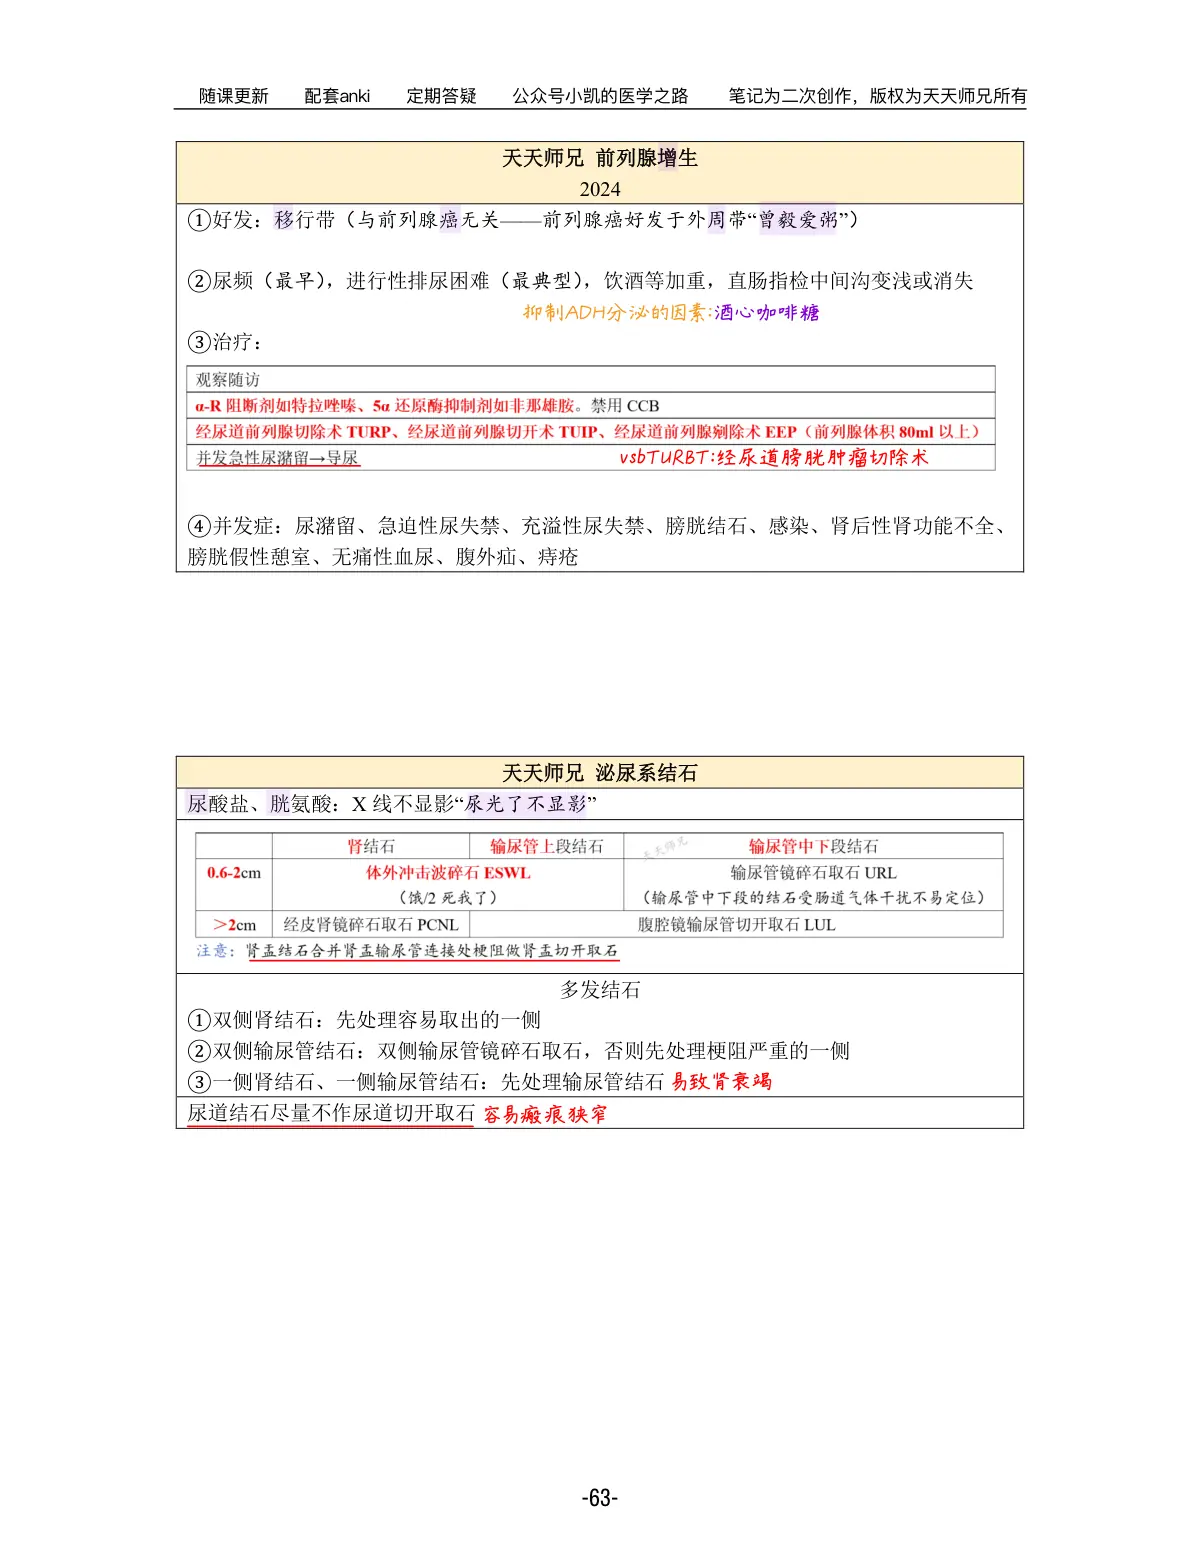 随课更新 配套anki 定期答疑 公众号小凯的医学之路 笔记为二次创作，版权为天天师兄所有
天天师兄 前列腺增生
2024
①好发：移行带（与前列腺癌无关——前列腺癌好发于外周带“曾毅爱粥”）
②尿频（最早），进行性排尿困难（最典型），饮酒等加重，直肠指检中间沟变浅或消失
抑制ADH分泌的因素:酒心咖啡糖
③治疗：
观察随访
α-R 阻断剂如特拉唑嗪、5α 还原酶抑制剂如非那雄胺。禁用 CCB
经尿道前列腺切除术 TURP、经尿道前列腺切开术 TUIP、经尿道前列腺剜除术 EEP（前列腺体积 80ml 以上）
并发急性尿潴留→导尿 vsbTURBT:经尿道膀胱肿瘤切除术
④并发症：尿潴留、急迫性尿失禁、充溢性尿失禁、膀胱结石、感染、肾后性肾功能不全、
膀胱假性憩室、无痛性血尿、腹外疝、痔疮
天天师兄 泌尿系结石
尿酸盐、胱氨酸：X 线不显影“尿光了不显影”
肾结石 输尿管上段结石 天天师兄 输尿管中下段结石
0.6-2cm 体外冲击波碎石 ESWL 输尿管镜碎石取石 URL
（饿/2 死我了） （输尿管中下段的结石受肠道气体干扰不易定位）
＞2cm 经皮肾镜碎石取石 PCNL 腹腔镜输尿管切开取石 LUL
注意：肾盂结石合并肾盂输尿管连接处梗阻做肾盂切开取石
多发结石
①双侧肾结石：先处理容易取出的一侧
②双侧输尿管结石：双侧输尿管镜碎石取石，否则先处理梗阻严重的一侧
③一侧肾结石、一侧输尿管结石：先处理输尿管结石 易致肾衰竭
尿道结石尽量不作尿道切开取石 容易瘢痕狭窄
-63-